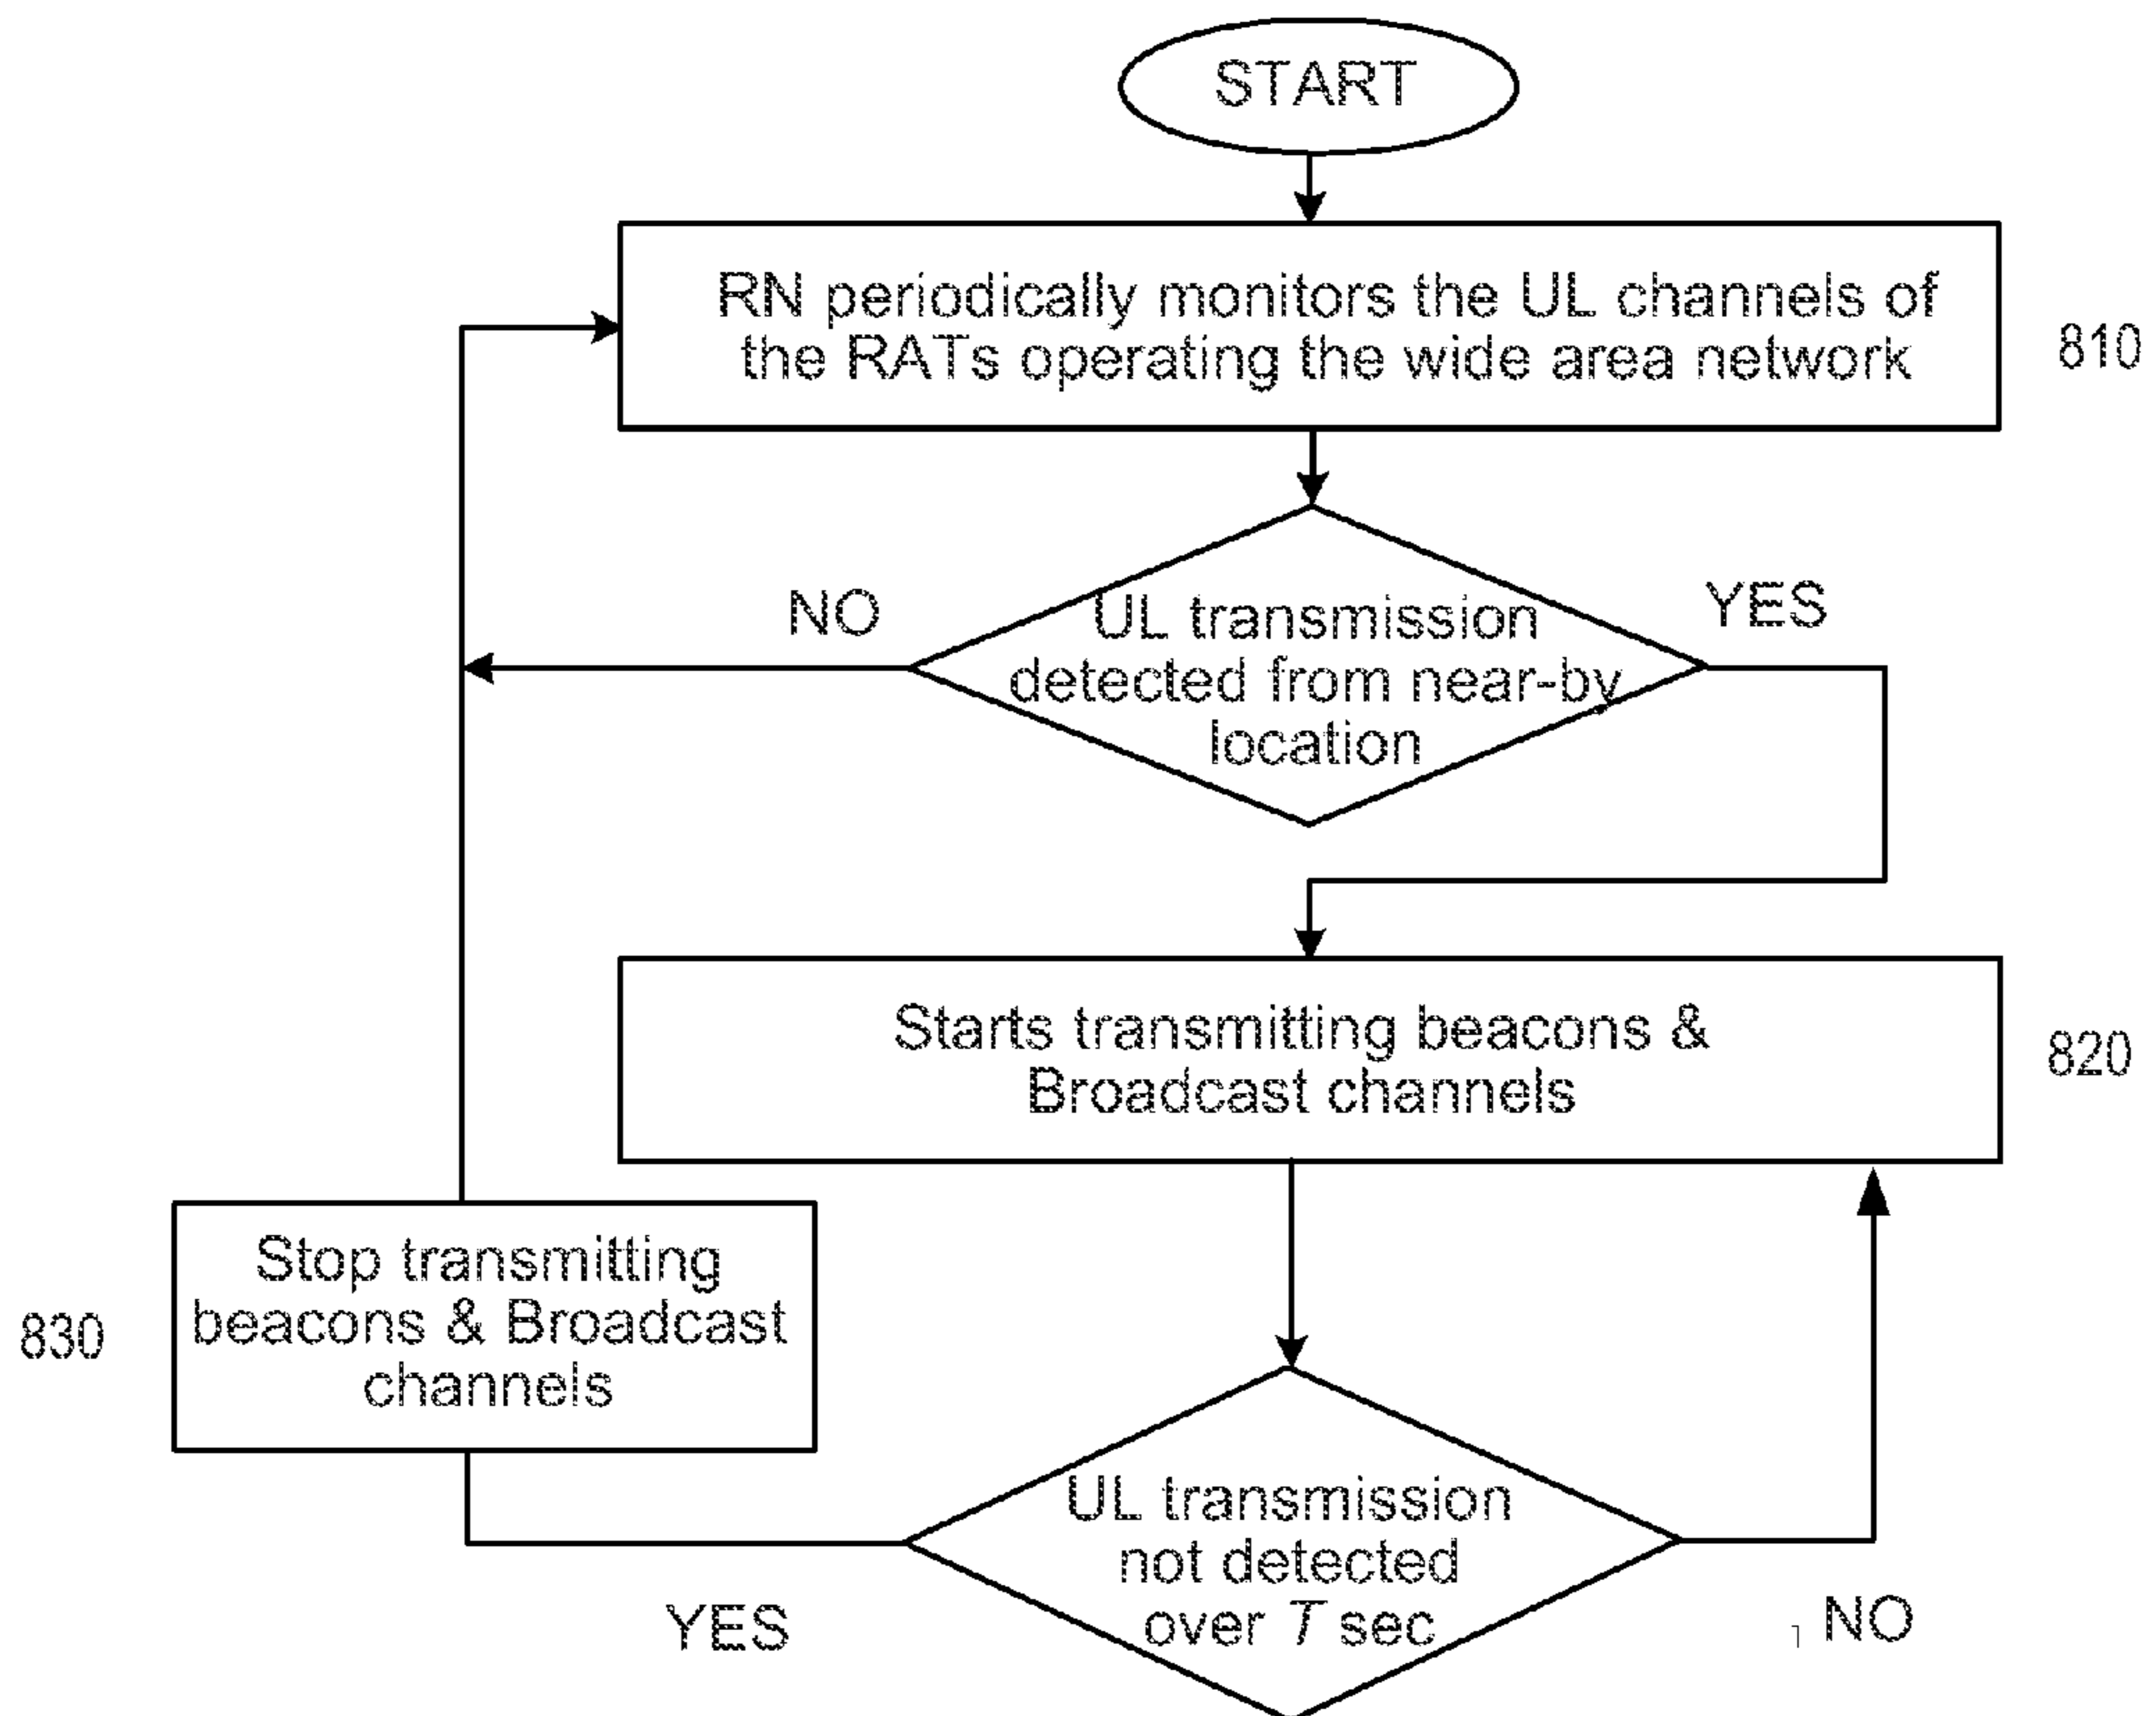 START
RN periodically monitors the UL channels of
the RATs operating the wide area network
810
NO
YES
UL transmission
detected from near-by
location
Starts transmitting beacons &
Broadcast channels
820
Stop transmitting
beacons & Broadcast
channels
830
UL transmission
not detected
over T sec
YES
NO